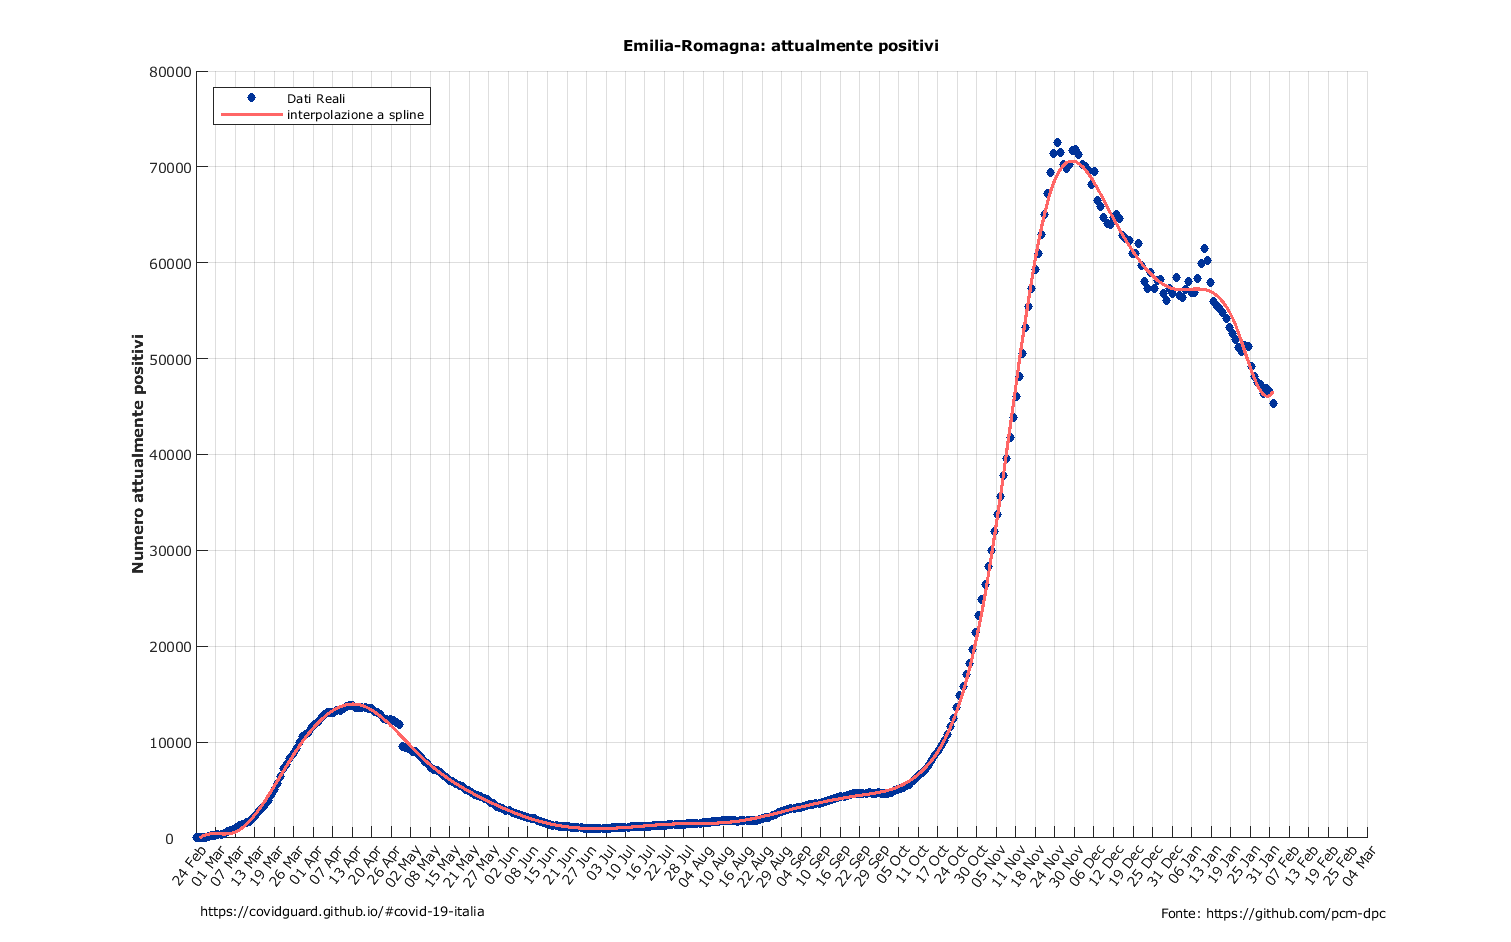 Emilia-Romagna: attualmente positivi
Numero attualmente positivi
80000
70000
60000
50000
40000
30000
20000
10000
0
Dati Reali
interpolazione a spline
24 Feb
01 Mar
07 Mar
13 Mar
19 Mar
26 Mar
01 Apr
07 Apr
13 Apr
20 Apr
26 Apr
02 May
08 May
15 May
21 May
27 May
02 Jun
08 Jun
15 Jun
21 Jun
27 Jun
03 Jul
10 Jul
16 Jul
22 Jul
28 Jul
04 Aug
10 Aug
16 Aug
22 Aug
29 Aug
04 Sep
10 Sep
16 Sep
22 Sep
29 Sep
05 Oct
11 Oct
17 Oct
24 Oct
30 Oct
05 Nov
11 Nov
18 Nov
24 Nov
30 Nov
06 Dec
12 Dec
19 Dec
25 Dec
31 Dec
06 Jan
13 Jan
19 Jan
25 Jan
31 Jan
07 Feb
13 Feb
19 Feb
25 Feb
04 Mar
https://covidguard.github.io/#covid-19-italia
Fonte: https://github.com/pcm-dpc